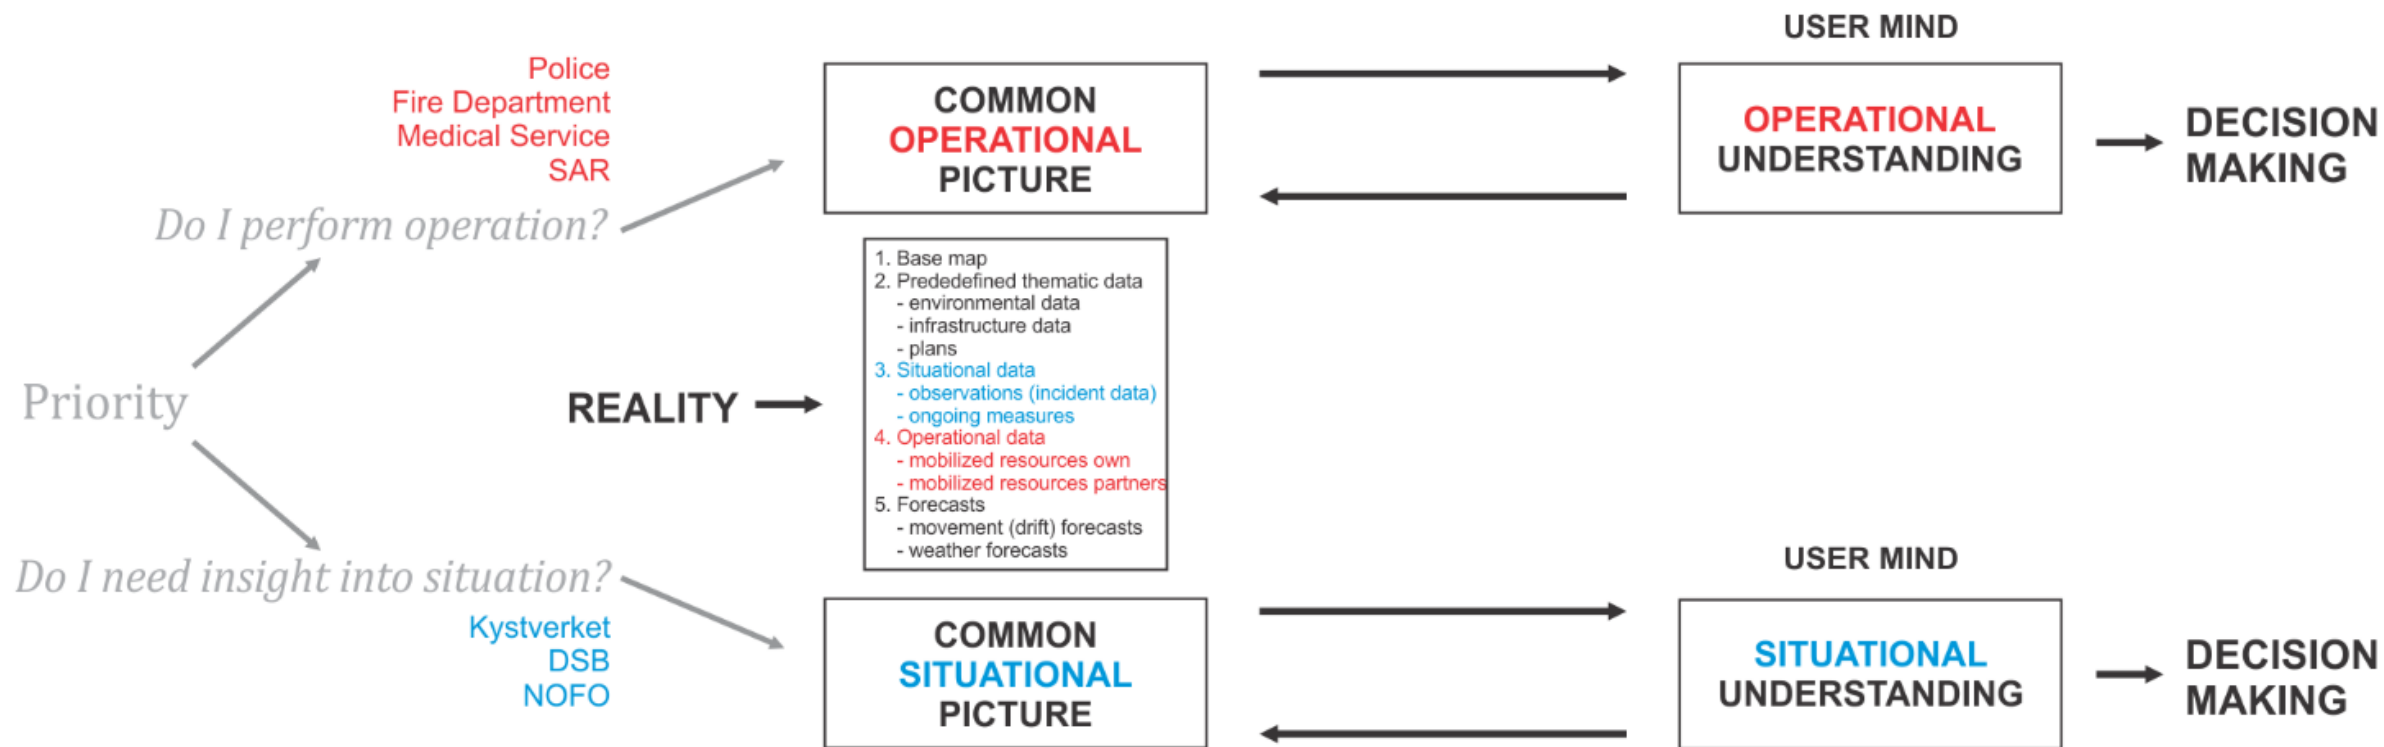 Police
Fire Department
Medical Service
SAR
Do I perform operation?
Priority
Do I need insight into situation?
Kystverket
DSB
NOFO
REALITY
COMMON
OPERATIONAL
PICTURE
1. Base map
2. Prededefined thematic data
- environmental data
- infrastructure data
- plans
3. Situational data
- observations (incident data)
- ongoing measures
4. Operational data
- mobilized resources own
- mobilized resources partners
5. Forecasts
- movement (drift) forecasts
- weather forecasts
COMMON
SITUATIONAL
PICTURE
USER MIND
OPERATIONAL
UNDERSTANDING
DECISION
MAKING
USER MIND
SITUATIONAL
UNDERSTANDING
DECISION
MAKING